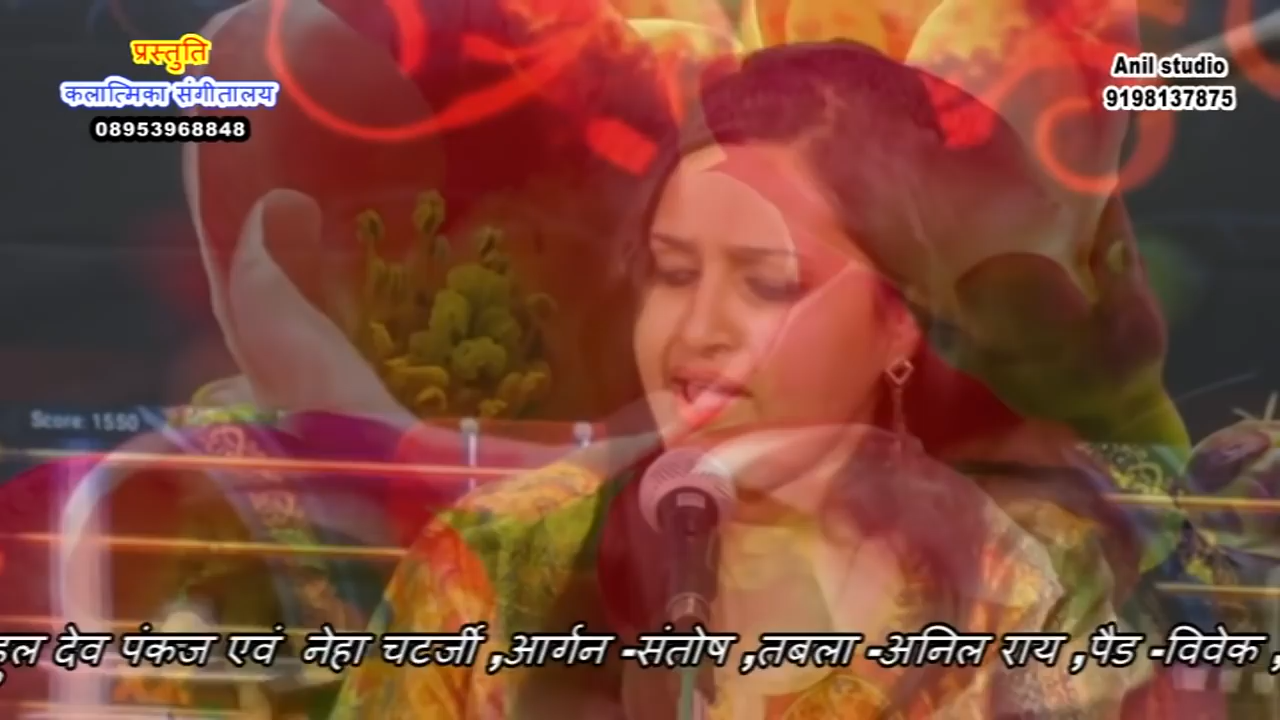 प्रस्तुति
कलात्मिका संगीतालय
08953968848
Anil studio
9198137875
Score: 1550
देव पंकज एवं नेहा चटर्जी ,आर्गन -संतोष ,तबला -अनिल राय ,पैड -विवेक ,